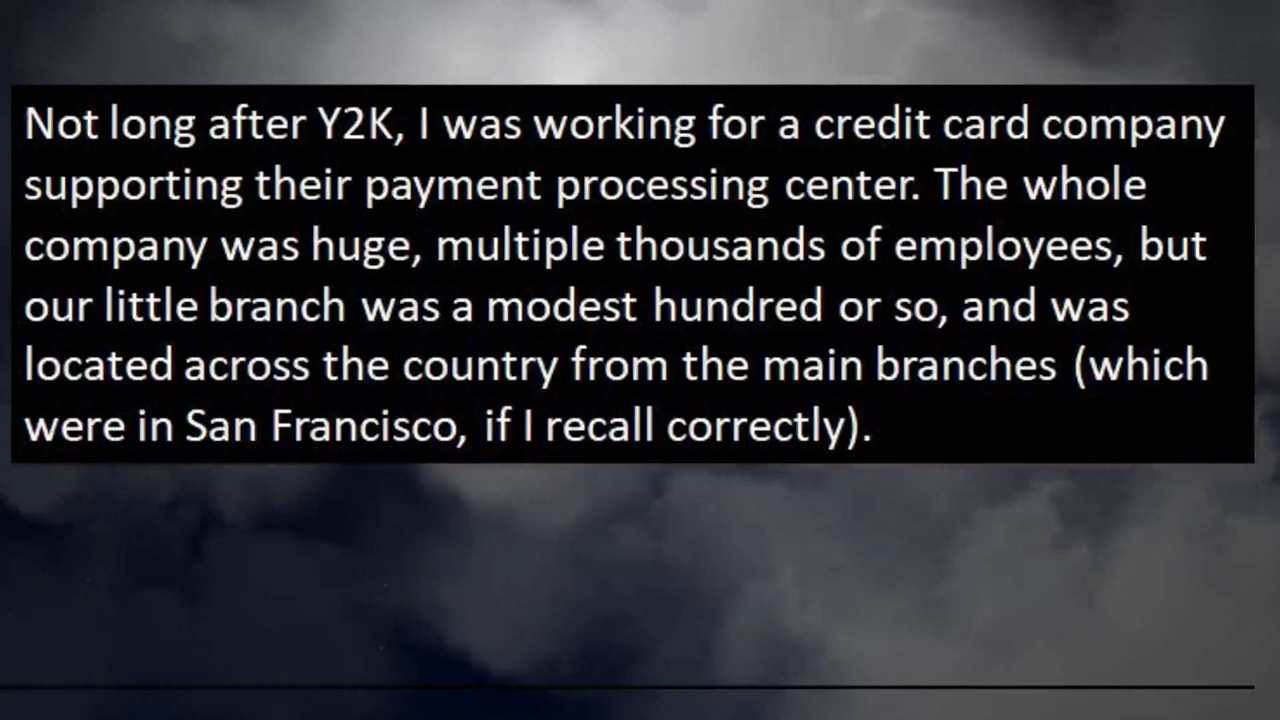 Not long after Y2K, I was working for a credit card company
supporting their payment processing center. The whole
company was huge, multiple thousands of employees, but
our little branch was a modest hundred or so, and was
located across the country from the main branches (which
were in San Francisco, if I recall correctly).